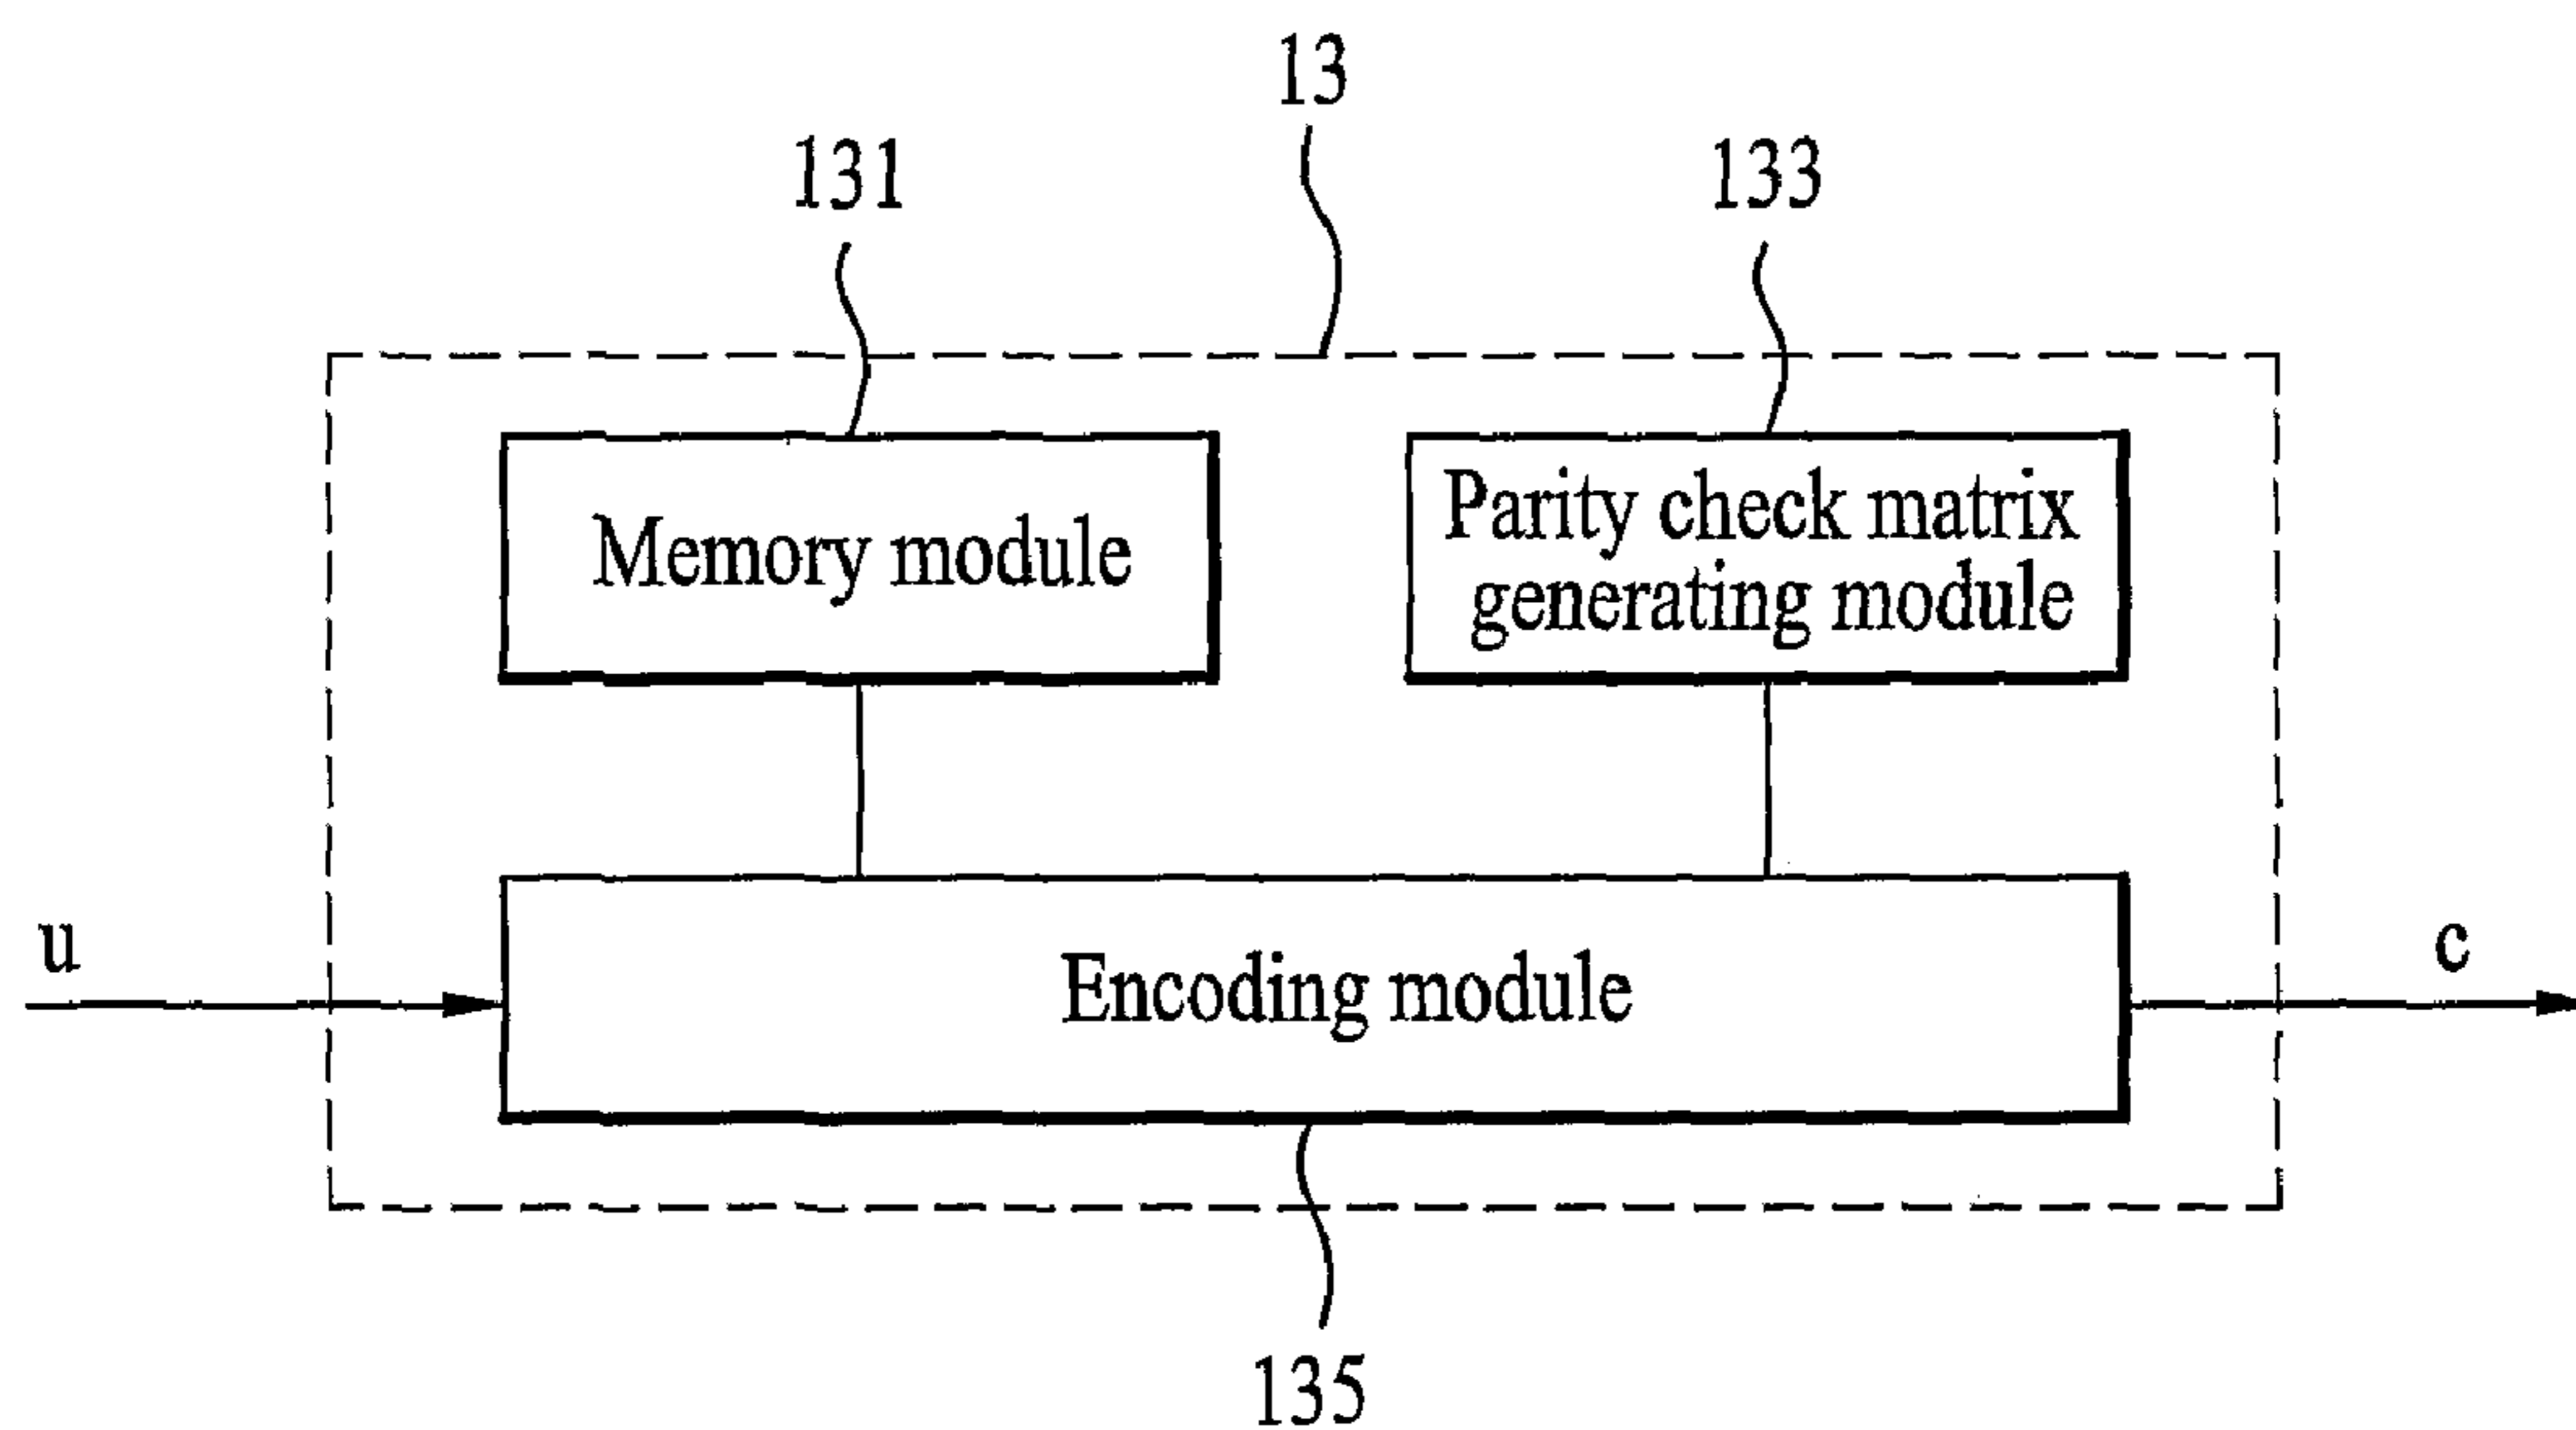 13
131
133
Memory module
Parity check matrix
generating module
u
Encoding module
c
135